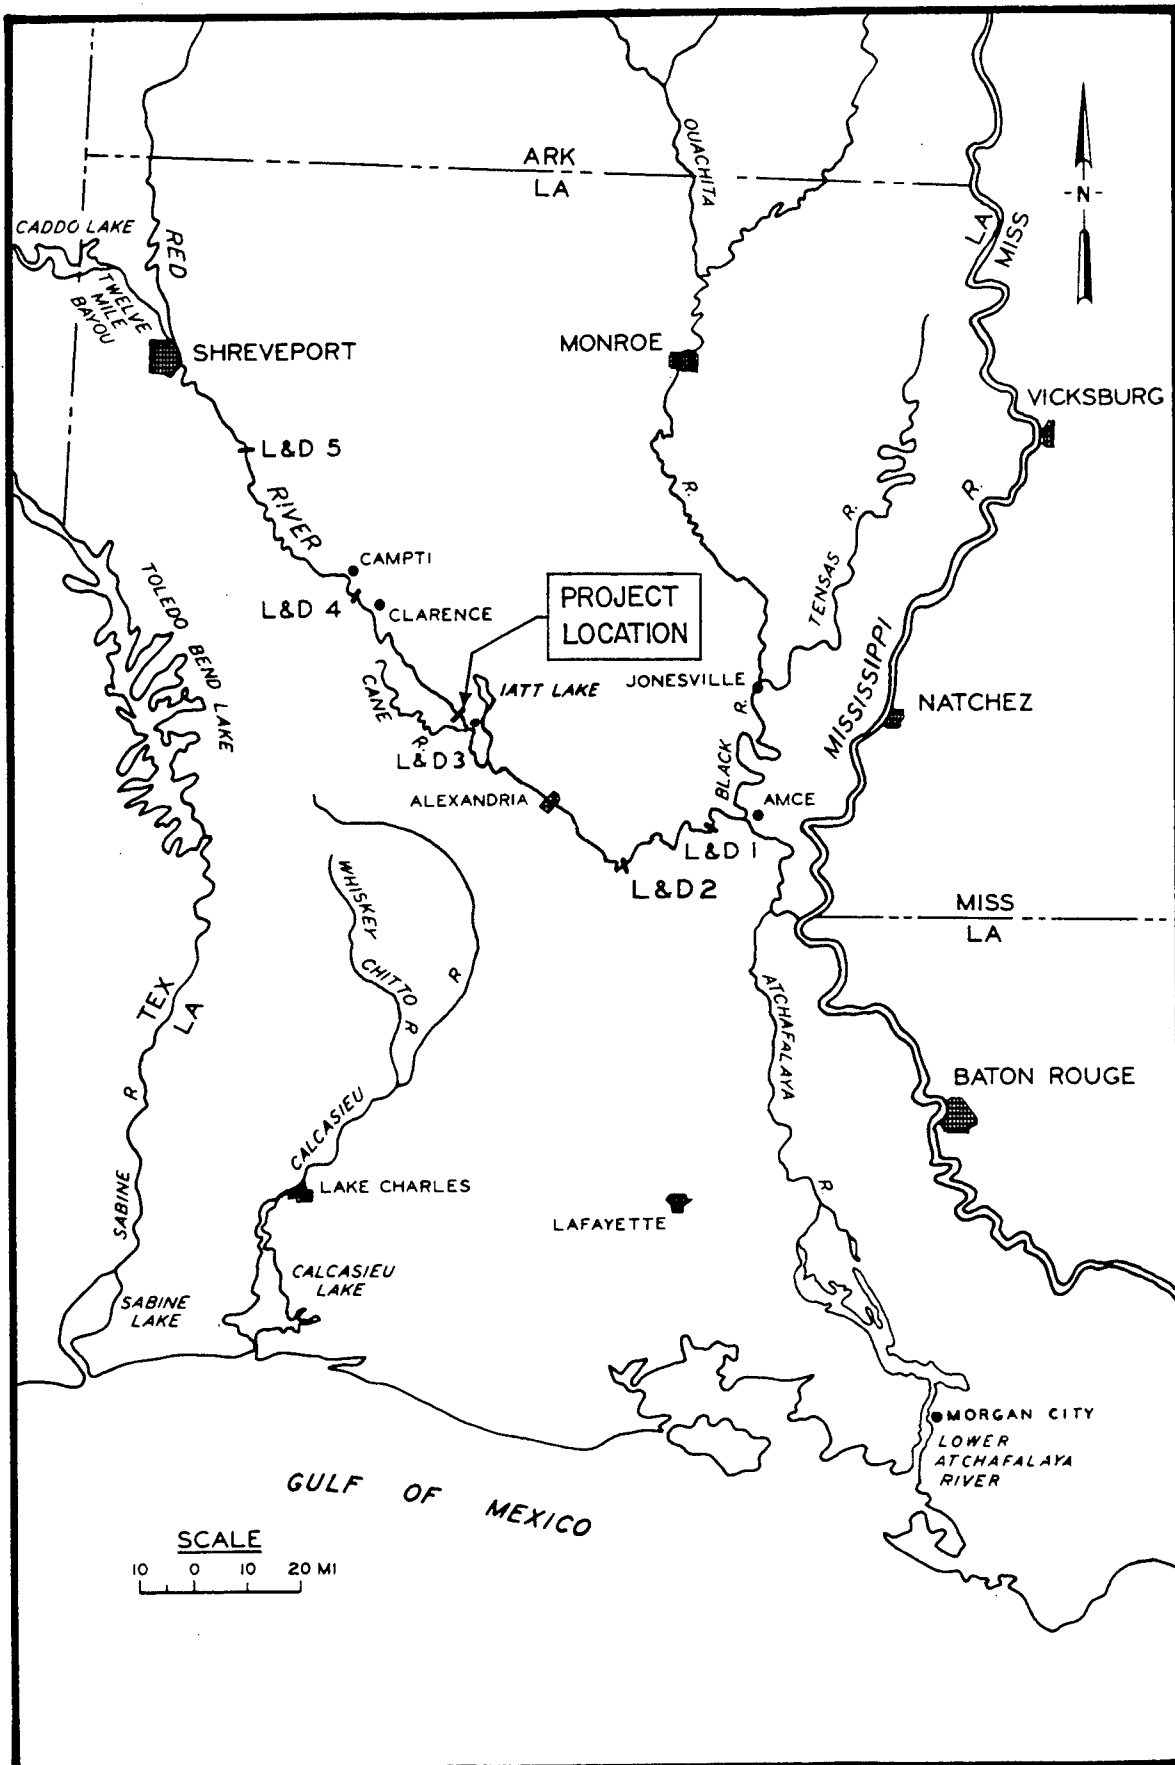 ARK
LA
OUACHITA
-N-
CADDO LAKE
RED
LA
MISS
TWELVE
MILE
BAYOU
SHREVEPORT
MONROE
VICKSBURG
L&D 5
RIVER
R.
R.
R.
CAMPTI
L&D 4
CLARENCE
PROJECT
LOCATION
TENSAS
TOLEDO
BEND LAKE
CANE
R.
IATT LAKE
JONESVILLE
R.
MISSISSIPPI
NATCHEZ
L&D3
BLACK
ALEXANDRIA
AMCE
L&D 1
L&D2
WHISKEY
CHITTO
R
R
MISS
LA
TEX
LA
ATCHAFALAYA
BATON ROUGE
R
CALCASIEU
SABINE
LAKE CHARLES
R
LAFAYETTE
CALCASIEU
LAKE
SABINE
LAKE
MORGAN CITY
LOWER
ATCHAFALAYA
RIVER
GULF OF MEXICO
SCALE
10 0 10 20 MI